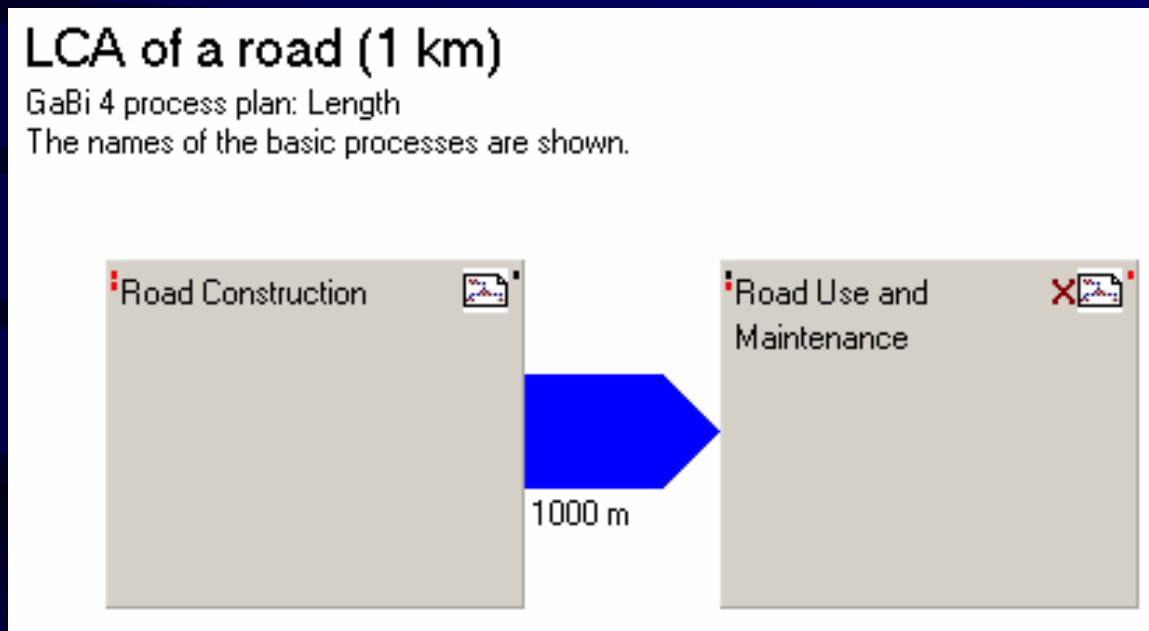 LCA of a road (1 km)
GaBi 4 process plan: Length
The names of the basic processes are shown.
Road Construction
Road Use and
Maintenance
X
1000 m